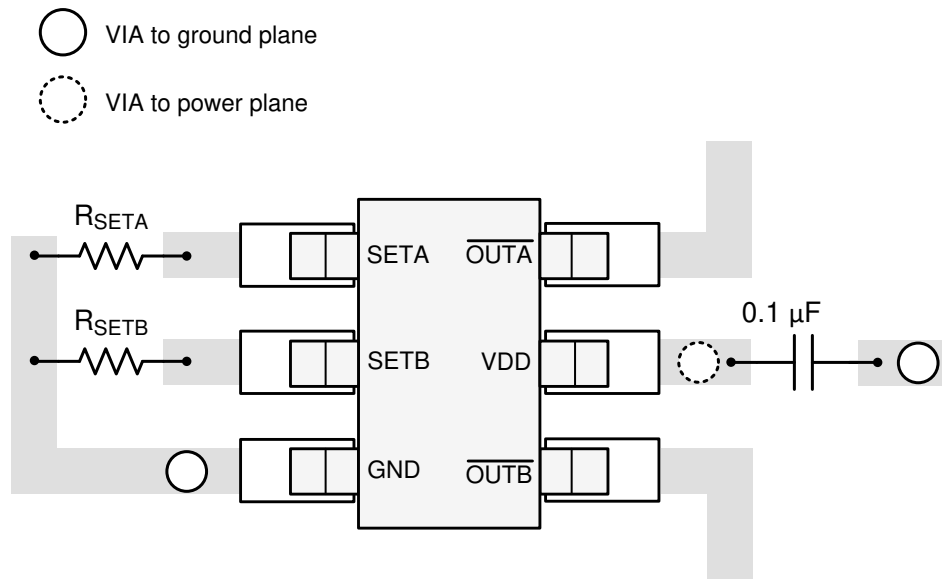 VIA to ground plane
VIA to power plane
RSETA
SETA
OUTA
RSETB
SETB
VDD
0.1 µF
GND
OUTB